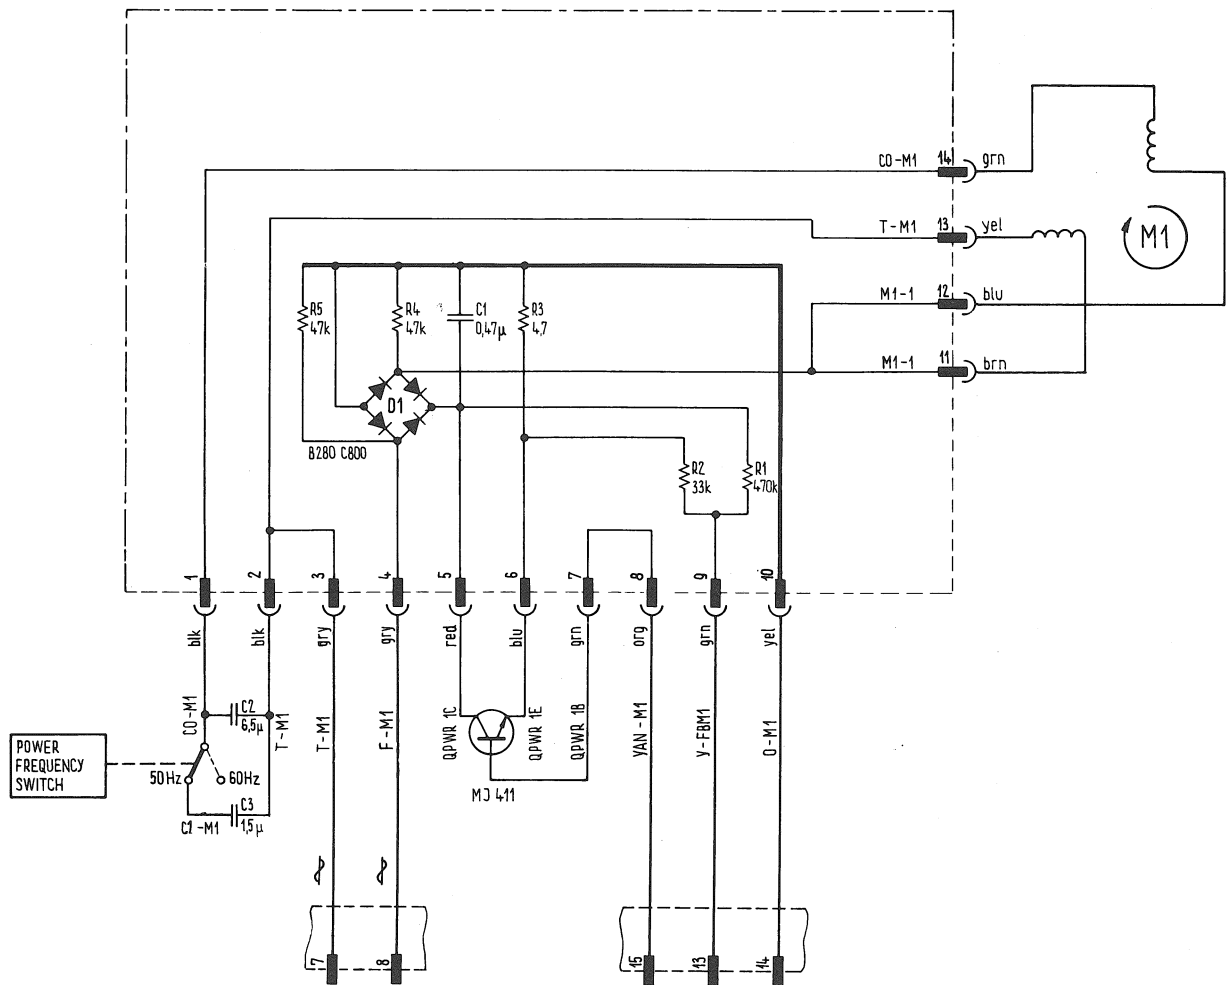 CO-M1
14
grn
T-M1
13
yel
M1
M1-1
12
blu
M1-1
11
brn
R5
47k
R4
47k
C1
0,47µ
R3
4,7
D1
B280 C800
R2
33k
R1
470k
1
2
3
4
5
6
7
8
9
10
blk
blk
gry
gry
red
blu
grn
org
grn
yel
CO-M1
C2
6,5µ
T-M1
T-M1
F-M1
QPWR 1C
QPWR 1E
QPWR 1B
YAN-M1
Y-FBM1
0-M1
POWER
FREQUENCY
SWITCH
50Hz
60Hz
C3
1,5µ
C2-M1
MJ 411
7
8
15
13
14